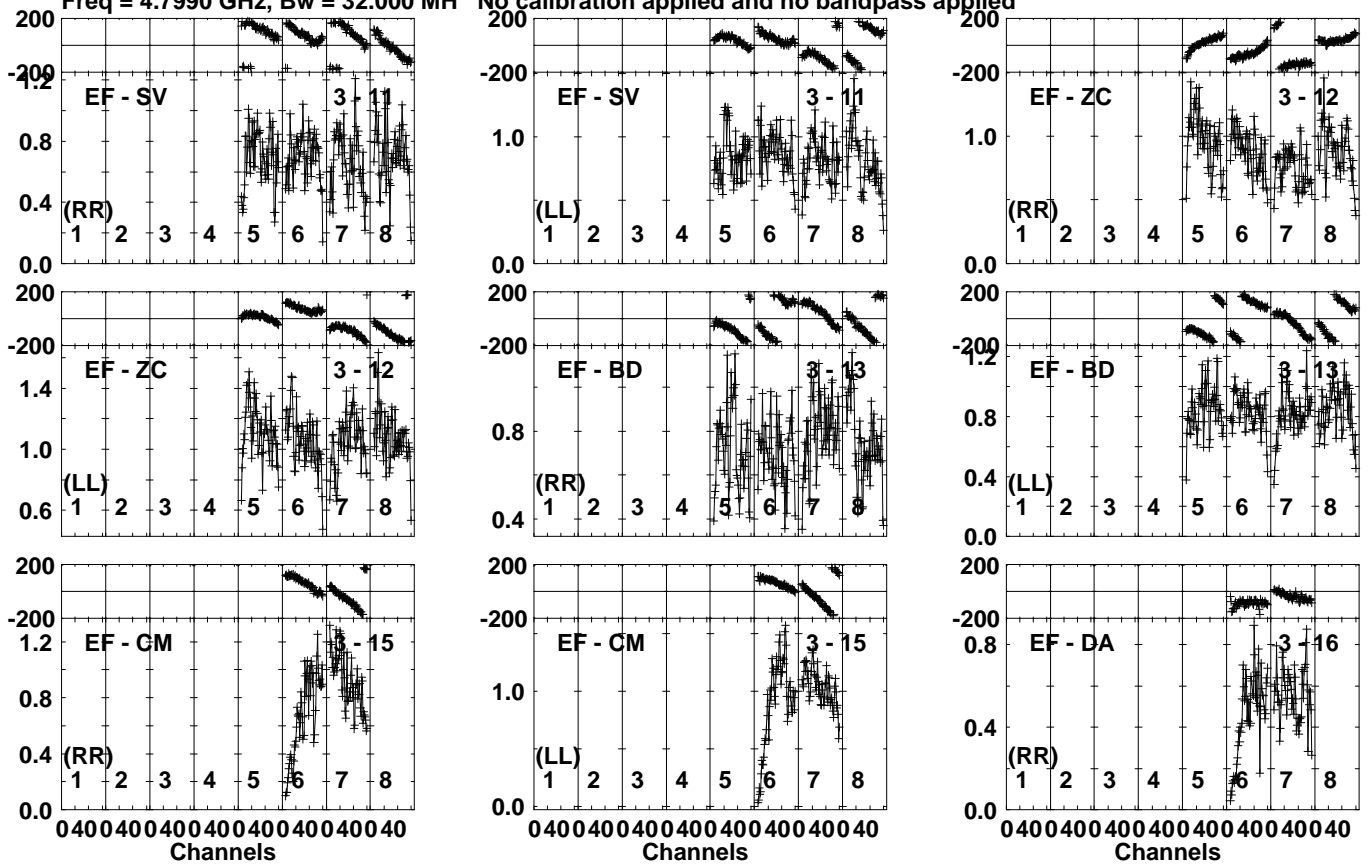 Freq = 4.7990 GHz, Bw = 32.000 MH No calibration applied and no bandpass applied
200 200 200
-200 -200 -200
1.2 EF - SV 3 - 11 EF - SV 3 - 11 EF - ZC 3 - 12
1.0 1.0
0.8
0.4
(RR) (LL) (RR)
1 2 3 4 5 6 7 8 1 2 3 4 5 6 7 8 1 2 3 4 5 6 7 8
0.0 0.0 0.0
200 200 200
-200 -200 -200
EF - ZC 3 - 12 EF - BD 3 - 13 1.2 EF - BD 3 - 13
1.4
0.8 0.8
1.0
(LL) (RR) 0.4 (LL)
0.6 1 2 3 4 5 6 7 8 0.4 1 2 3 4 5 6 7 8 1 2 3 4 5 6 7 8
0.0
200 200 200
-200 -200 -200
1.2 EF - CM 3 - 15 EF - CM 3 - 15 0.8 EF - DA 3 - 16
0.8 1.0
0.4 0.4
(RR) (LL) (RR)
1 2 3 4 5 6 7 8 1 2 3 4 5 6 7 8 1 2 3 4 5 6 7 8
0.0 0.0 0.0
0 40 0 40 0 40 0 40 0 40 0 40 0 40 0 40 0 40 0 40 0 40 0 40 0 40 0 40 0 40 0 40 0 40 0 40 0 40 0 40 0 40 0 40 0 40 0 40
Channels Channels Channels